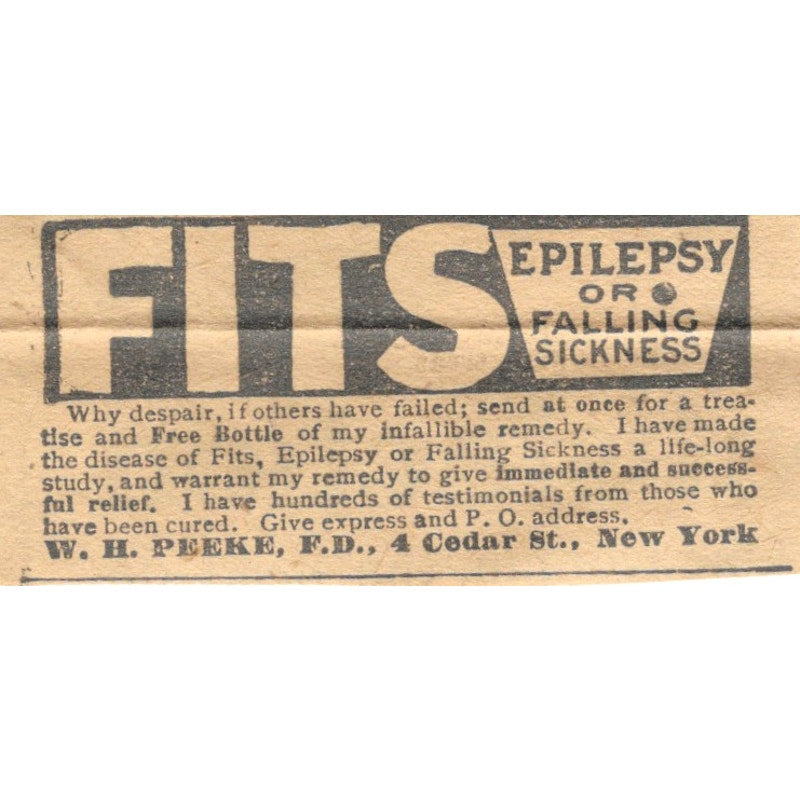 FITS
EPILEPSY
OR
FALLING
SICKNESS
Why despair, if others have failed; send at once for a trea-
tise and Free Bottle of my infallible remedy. I have made
the disease of Fits, Epilepsy or Falling Sickness a life-long
study, and warrant my remedy to give immediate and success-
ful relief. I have hundreds of testimonials from those who
have been cured. Give express and P. O. address.
W. H. PEEKE, F.D., 4 Cedar St., New York